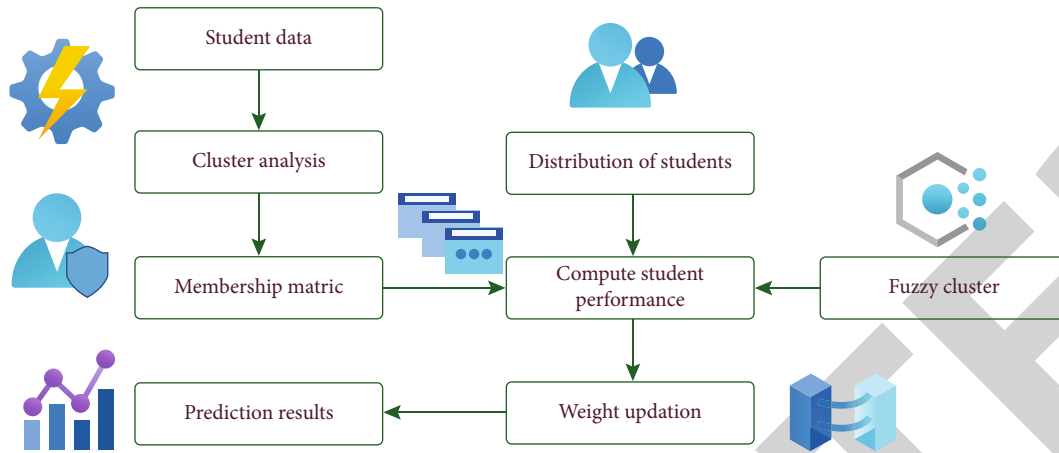 Student data
Cluster analysis
Distribution of students
Membership matric
Compute student
performance
Fuzzy cluster
Prediction results
Weight updation